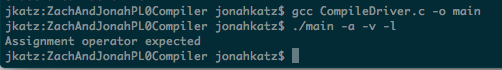 jkatz:ZachAndJonahPL0Compiler jonahkatz$ gcc CompileDriver.c -o main
jkatz:ZachAndJonahPL0Compiler jonahkatz$ ./main -a -v -l
Assignment operator expected
jkatz:ZachAndJonahPL0Compiler jonahkatz$